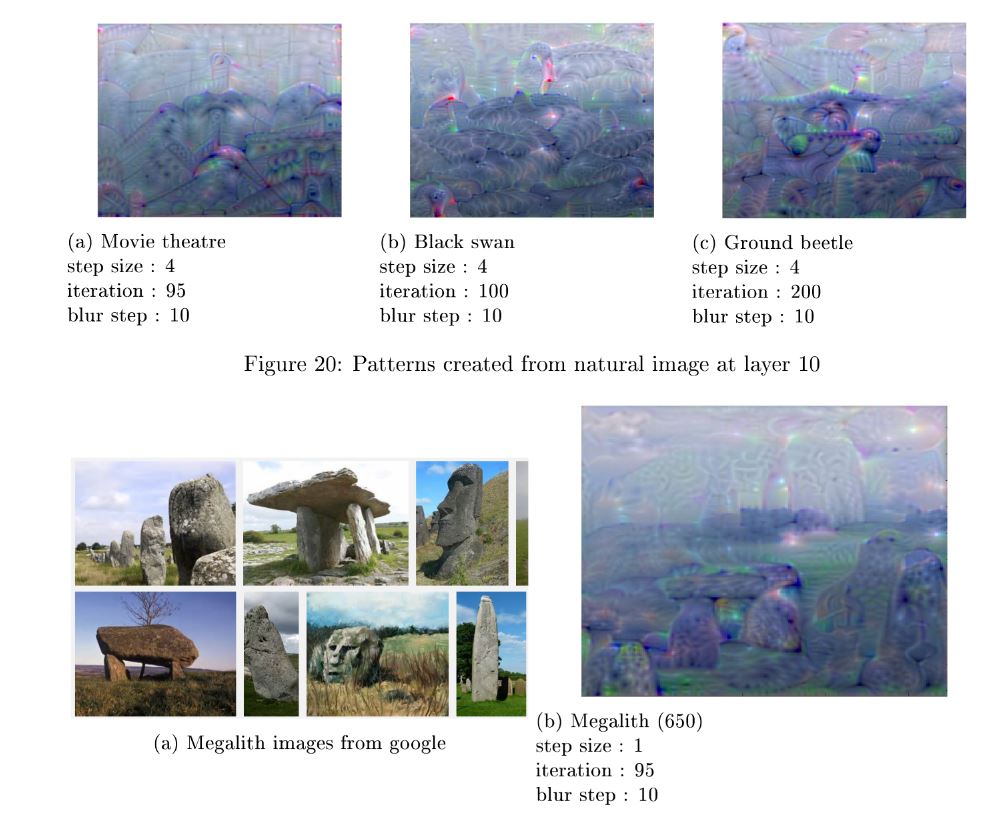 (a) Movie theatre
step size : 4
iteration : 95
blur step : 10
(b) Black swan
step size : 4
iteration : 100
blur step : 10
(c) Ground beetle
step size : 4
iteration : 200
blur step : 10
Figure 20: Patterns created from natural image at layer 10
(a) Megalith images from google
(b) Megalith (650)
step size : 1
iteration : 95
blur step : 10